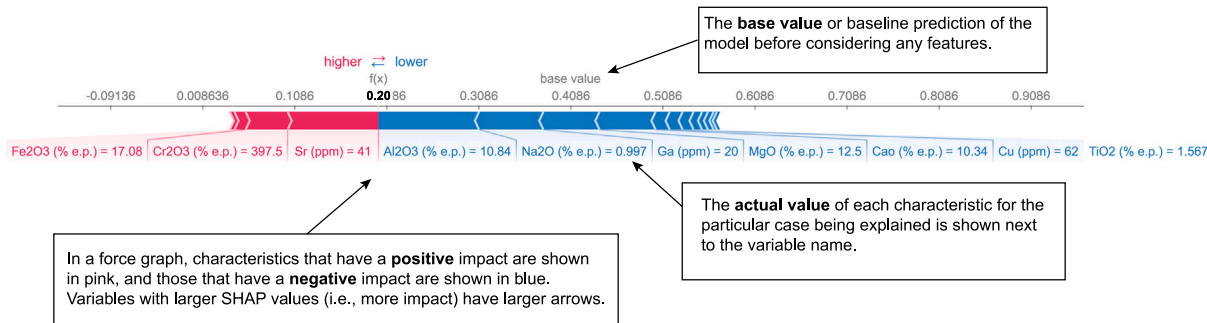 The base value or baseline prediction of the
model before considering any features.
higher lower
f(x)
base value
-0.09136 0.008636 0.1086 0.2086 0.3086 0.4086 0.5086 0.6086 0.7086 0.8086 0.9086
0.20
Fe2O3 (% e.p.) = 17.08 Cr2O3 (% e.p.) = 397.5 Sr (ppm) = 41 Al2O3 (% e.p.) = 10.84 Na2O (% e.p.) = 0.997 Ga (ppm) = 20 MgO (% e.p.) = 12.5 Cao (% e.p.) = 10.34 Cu (ppm) = 62 TiO2 (% e.p.) = 1.567
The actual value of each characteristic for the
particular case being explained is shown next
to the variable name.
In a force graph, characteristics that have a positive impact are shown
in pink, and those that have a negative impact are shown in blue.
Variables with larger SHAP values (i.e., more impact) have larger arrows.